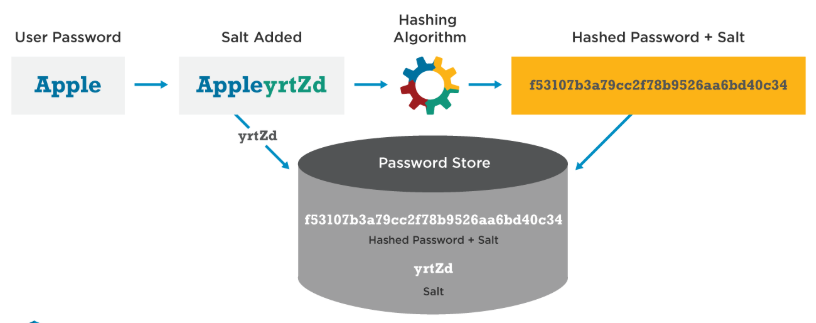 User Password
Salt Added
Hashing
Algorithm
Hashed Password + Salt
Apple
AppleyrtZd
f53107b3a79cc2f78b9526aa6bd40c34
yrtZd
Password Store
f53107b3a79cc2f78b9526aa6bd40c34
Hashed Password + Salt
yrtZd
Salt